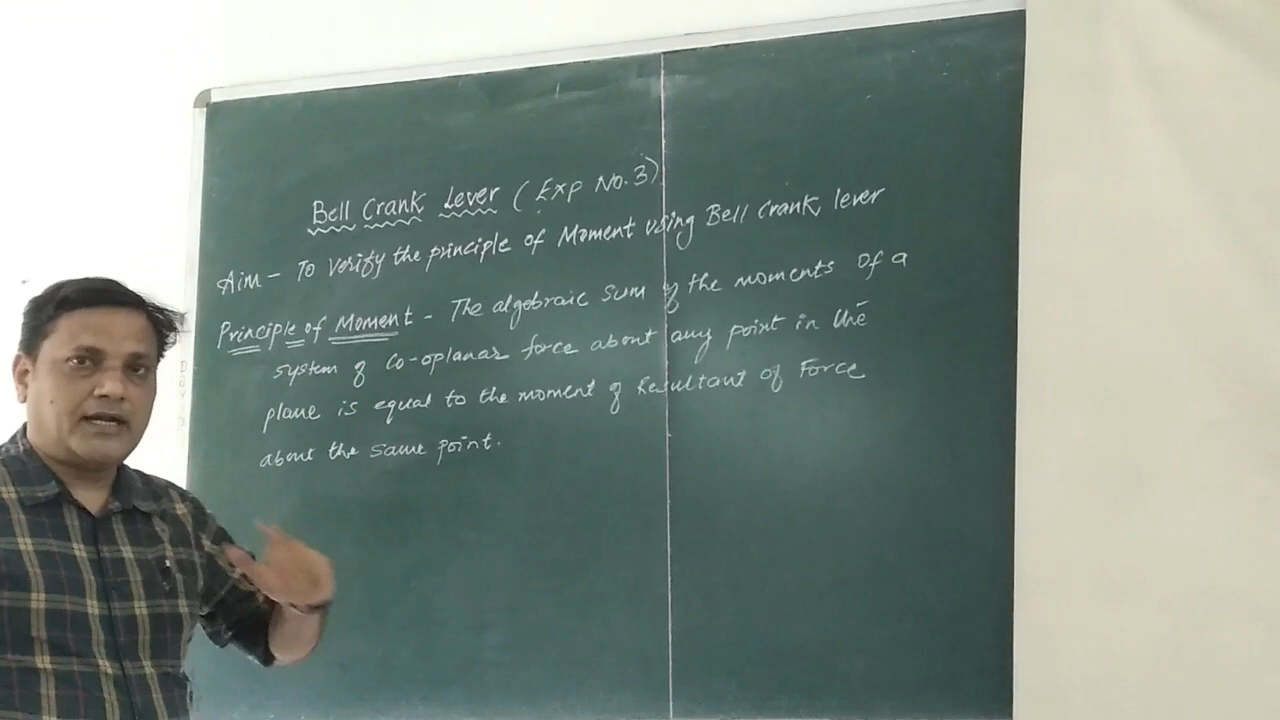 Bell Crank Lever (Exp No. 3)
Aim - To Verify the principle of Moment using Bell Crank lever
Principle of Moment - The algebraic sum of the moments of a
system of Co-oplanar force about any point in the
plane is equal to the moment of Resultant of Force
about the same point.